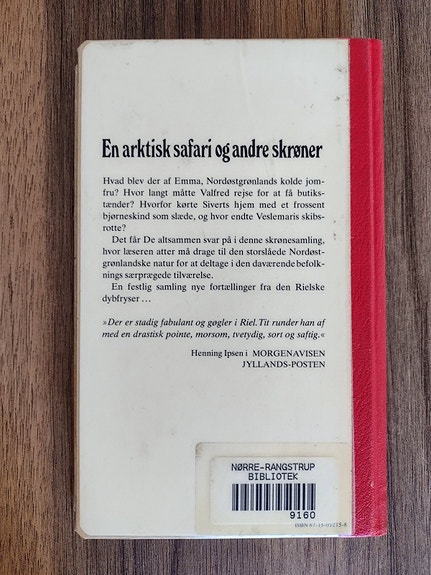 En arktisk safari og andre skrøner
Hvad blev der af Emma, Nordøstgrønlands kolde jom-
fru? Hvor langt måtte Valfred rejse for at få butiks-
tænder? Hvorfor kørte Siverts hjem med et frossent
bjørneskind som slæde, og hvor endte Veslemaris skibs-
rotte?
Det får De altsammen svar på i denne skrønesamling,
hvor læseren atter må drage til den storslåede Nordøst-
grønlandske natur for at deltage i den daværende befolk-
nings særprægede tilværelse.
En festlig samling nye fortællinger fra den Rielske
dybfryser ...
»Der er stadig fabulant og gøgler i Riel. Tit runder han af
med en drastisk pointe, morsom, tvetydig, sort og saftig.«
Henning Ipsen i MORGENAVISEN
JYLLANDS-POSTEN
NØRRE-RANGSTRUP
BIBLIOTEK
9160
ISBN